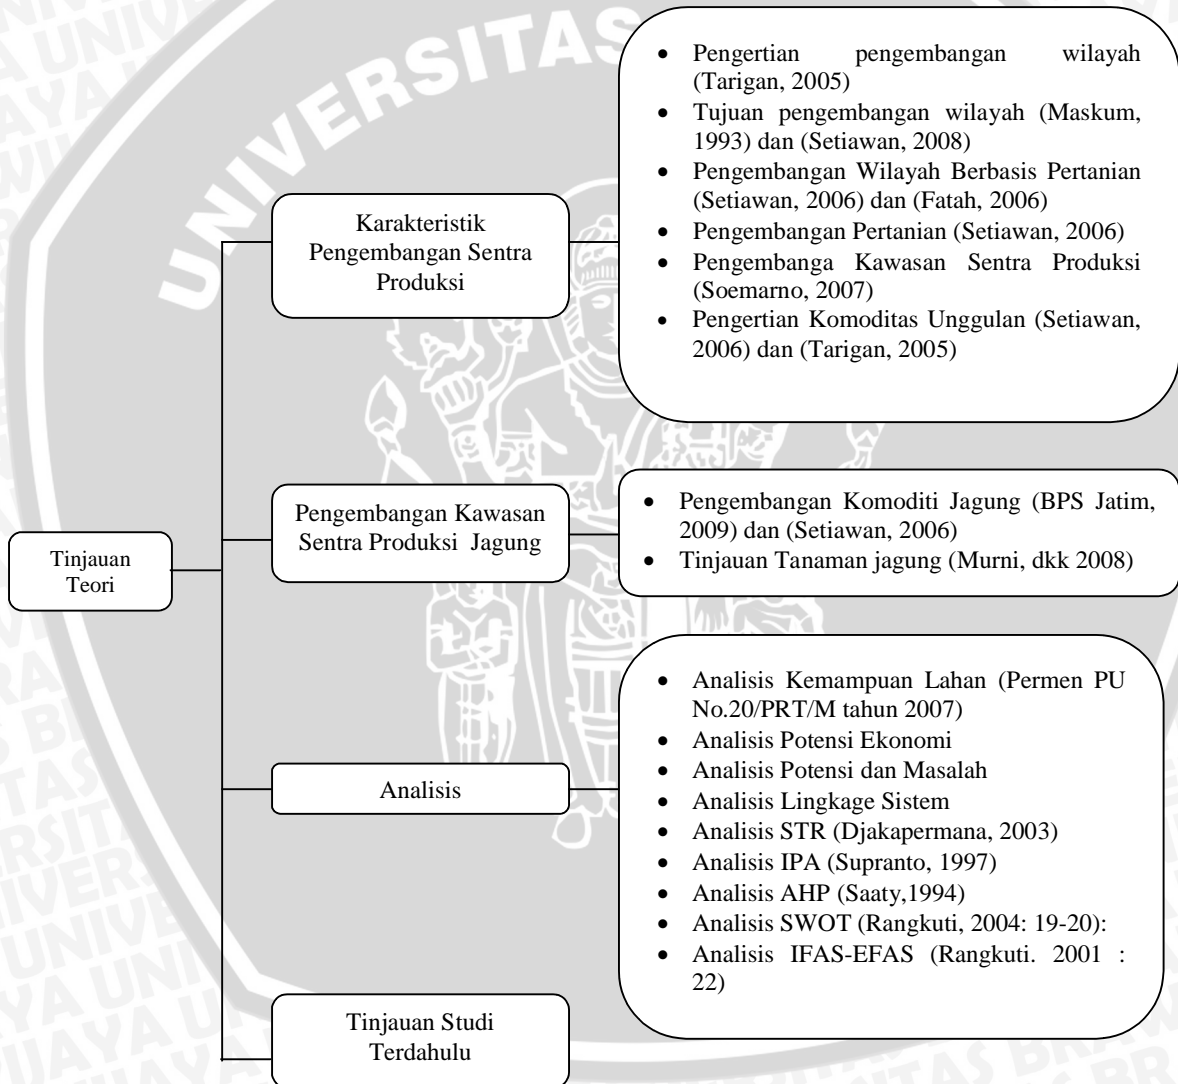 UNIVERSITAS
Pengertian pengembangan wilayah
(Tarigan, 2005)
Tujuan pengembangan wilayah (Maskum,
1993) dan (Setiawan, 2008)
Pengembangan Wilayah Berbasis Pertanian
(Setiawan, 2006) dan (Fatah, 2006)
Pengembangan Pertanian (Setiawan, 2006)
Pengembanga Kawasan Sentra Produksi
(Soemarno, 2007)
Pengertian Komoditas Unggulan (Setiawan,
2006) dan (Tarigan, 2005)
Karakteristik
Pengembangan Sentra
Produksi
Pengembangan Kawasan
Sentra Produksi Jagung
Pengembangan Komoditi Jagung (BPS Jatim,
2009) dan (Setiawan, 2006)
Tinjauan Tanaman jagung (Murni, dkk 2008)
Tinjauan
Teori
Analisis
Analisis Kemampuan Lahan (Permen PU
No.20/PRT/M tahun 2007)
Analisis Potensi Ekonomi
Analisis Potensi dan Masalah
Analisis Lingkage Sistem
Analisis STR (Djakapermana, 2003)
Analisis IPA (Supranto, 1997)
Analisis AHP (Saaty,1994)
Analisis SWOT (Rangkuti, 2004: 19-20):
Analisis IFAS-EFAS (Rangkuti. 2001 :
22)
Tinjauan Studi
Terdahulu